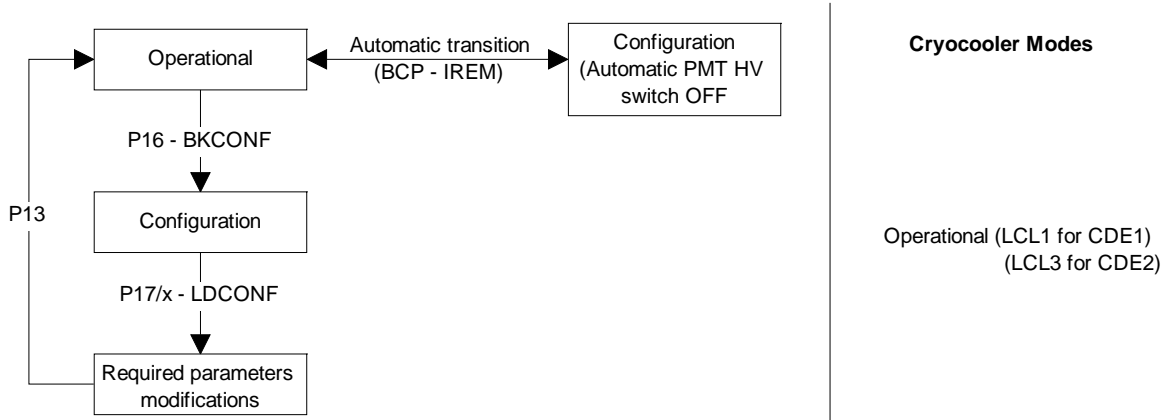 Operational
Automatic transition
(BCP - IREM)
Configuration
(Automatic PMT HV
switch OFF
Cryocooler Modes
P16 - BKCONF
P13
Configuration
Operational (LCL1 for CDE1)
(LCL3 for CDE2)
P17/x - LDCONF
Required parameters
modifications